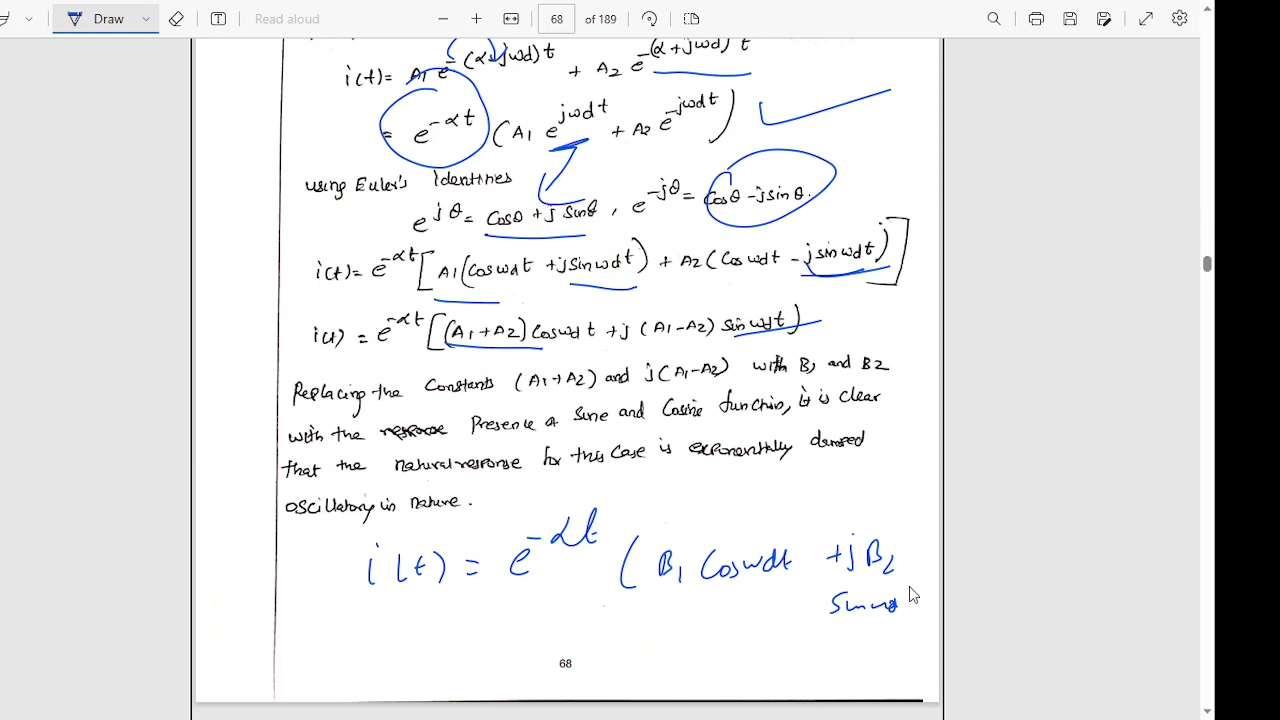 Draw
Read aloud
68 of 189
i(t) = A1 e^-(α-jωd)t + A2 e^-(α+jωd)t
= e^-αt (A1 e^jωdt + A2 e^-jωdt)
using Euler's Identines
e^jθ = Cosθ + j Sinθ , e^-jθ = Cosθ - j sinθ.
i(t) = e^-αt [A1(Cosωdt + jSinωdt) + A2(Cosωdt - jsinωdt)]
i(t) = e^-αt [(A1+A2) Cosωdt + j (A1-A2) sinωdt)
Replacing the Constants (A1+A2) and j(A1-A2) with B1 and B2
with the response Presence of Sine and Cosine function, it is clear
that the natural response for this Case is exponentially damped
oscillatory in nature.
i(t) = e^-αt (B1 Cosωdt + jB2
Sinωd
68